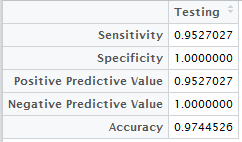 Testing
Sensitivity 0.9527027
Specificity 1.0000000
Positive Predictive Value 0.9527027
Negative Predictive Value 1.0000000
Accuracy 0.9744526